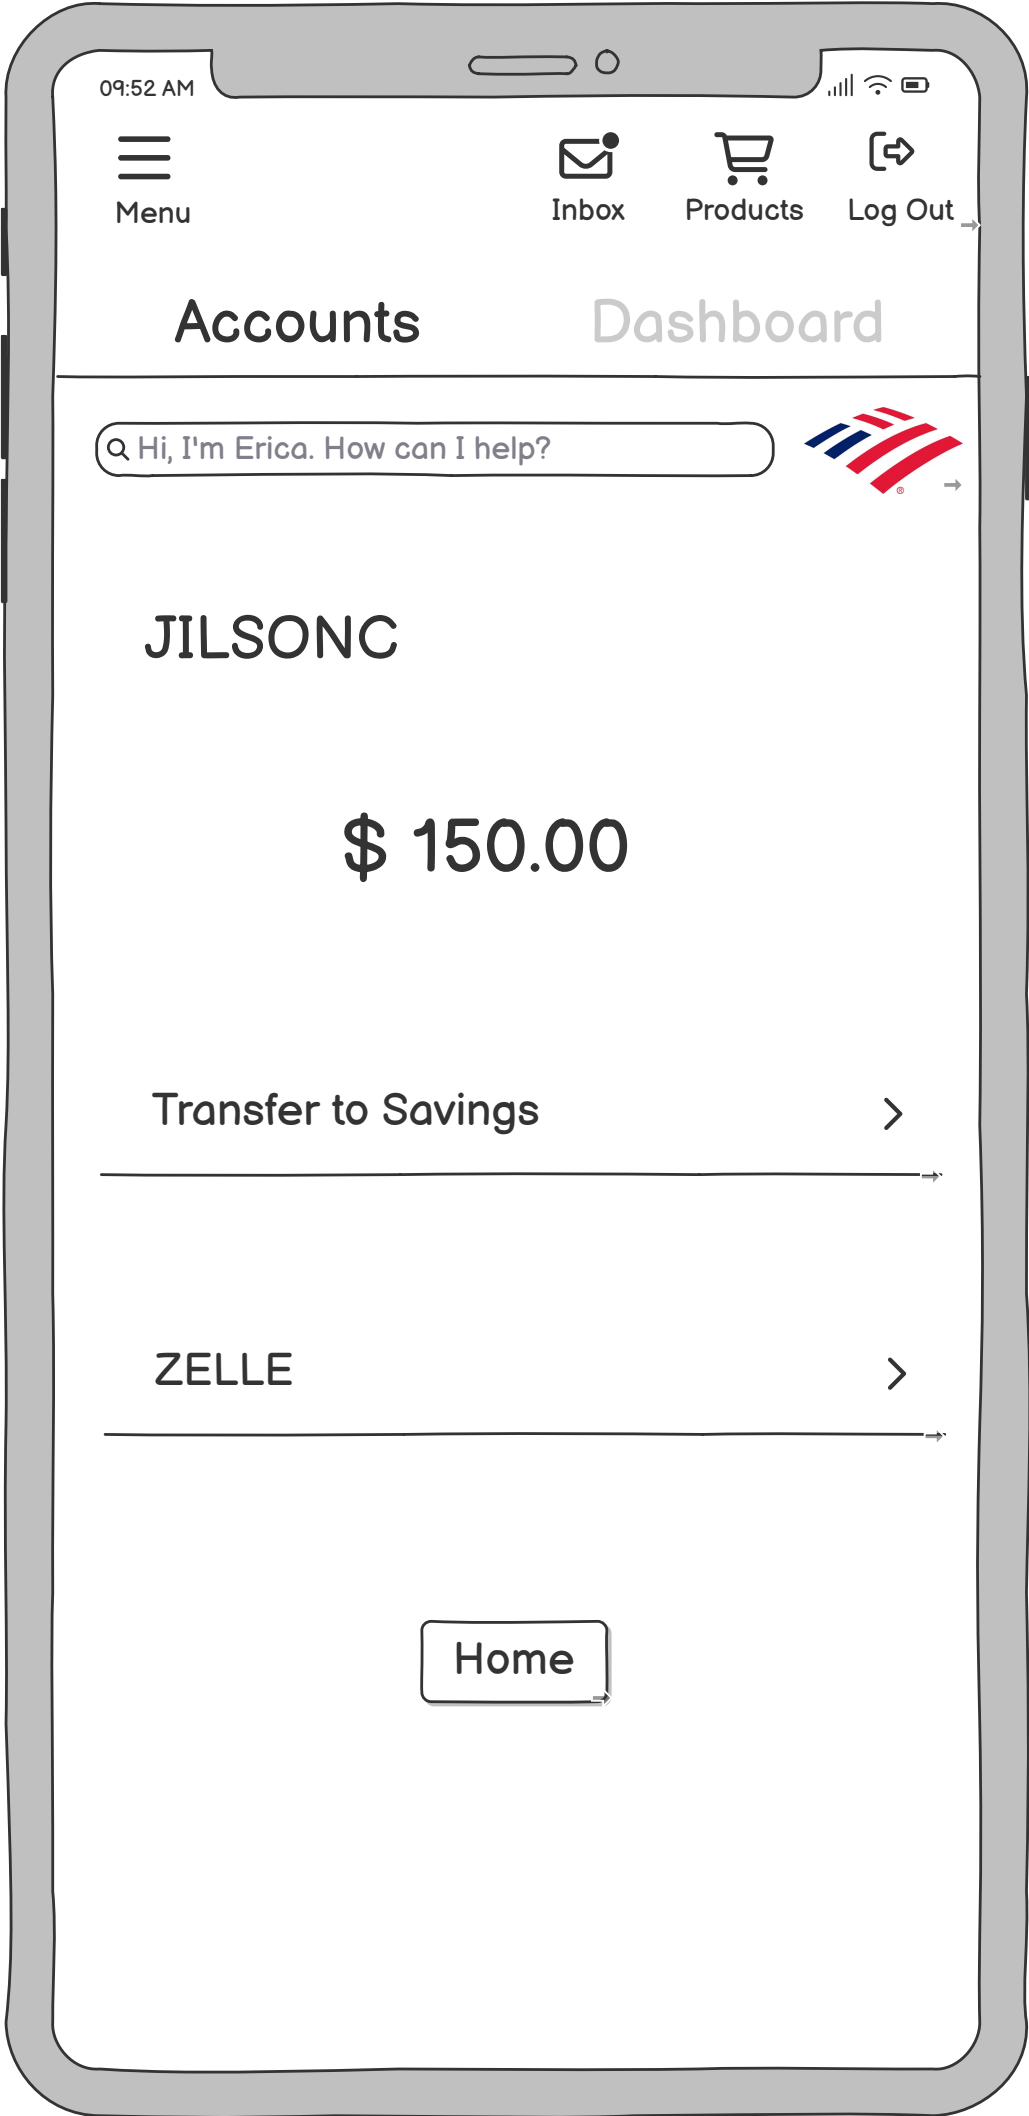 09:52 AM
Menu
Inbox
Products
Log Out
Accounts
Dashboard
Hi, I'm Erica. How can I help?
®
JILSONC
$ 150.00
Transfer to Savings
ZELLE
Home